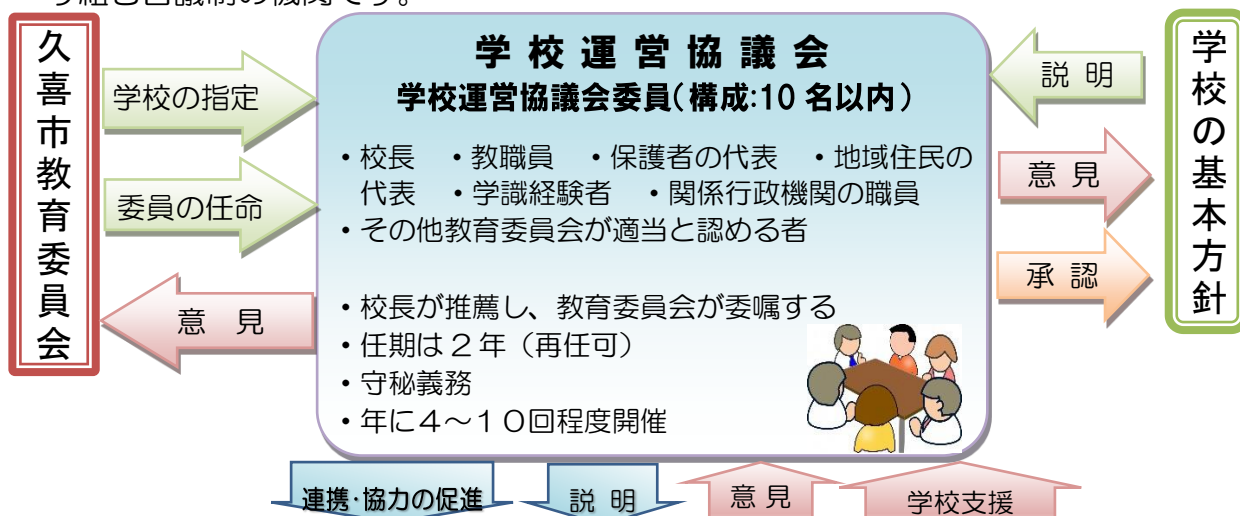 学校運営協議会
学校運営協議会委員(構成:10名以内)
久喜市教育委員会
学校の指定
委員の任命
意 見
・校長 ・教職員 ・保護者の代表 ・地域住民の
代表 ・学識経験者 ・関係行政機関の職員
・その他教育委員会が適当と認める者
・校長が推薦し、教育委員会が委嘱する
・任期は2年（再任可）
・守秘義務
・年に4～10回程度開催
説 明
意 見
承 認
学校の基本方針
連携・協力の促進
説 明
意 見
学校支援